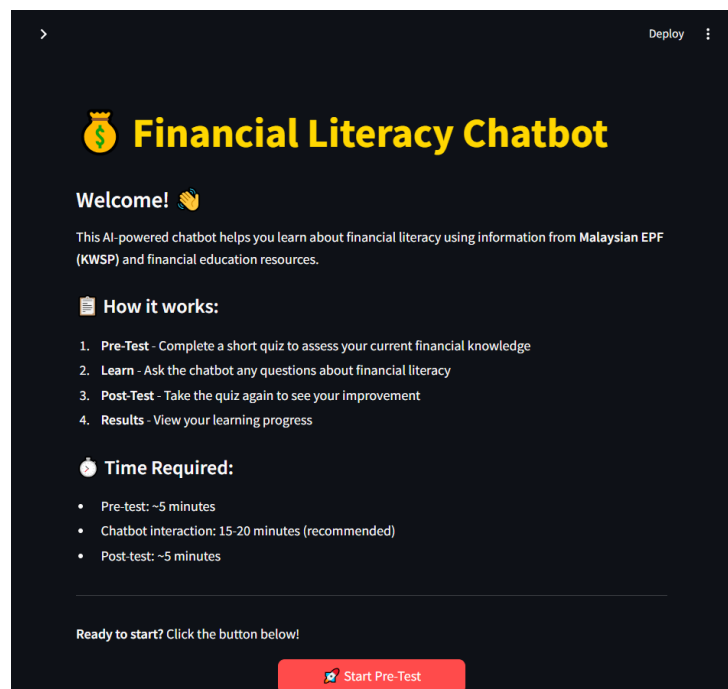 Deploy
💰 Financial Literacy Chatbot
Welcome! 👋
This AI-powered chatbot helps you learn about financial literacy using information from Malaysian EPF
(KWSP) and financial education resources.
📋 How it works:
1. Pre-Test - Complete a short quiz to assess your current financial knowledge
2. Learn - Ask the chatbot any questions about financial literacy
3. Post-Test - Take the quiz again to see your improvement
4. Results - View your learning progress
⏱️ Time Required:
• Pre-test: ~5 minutes
• Chatbot interaction: 15-20 minutes (recommended)
• Post-test: ~5 minutes
Ready to start? Click the button below!
🚀 Start Pre-Test